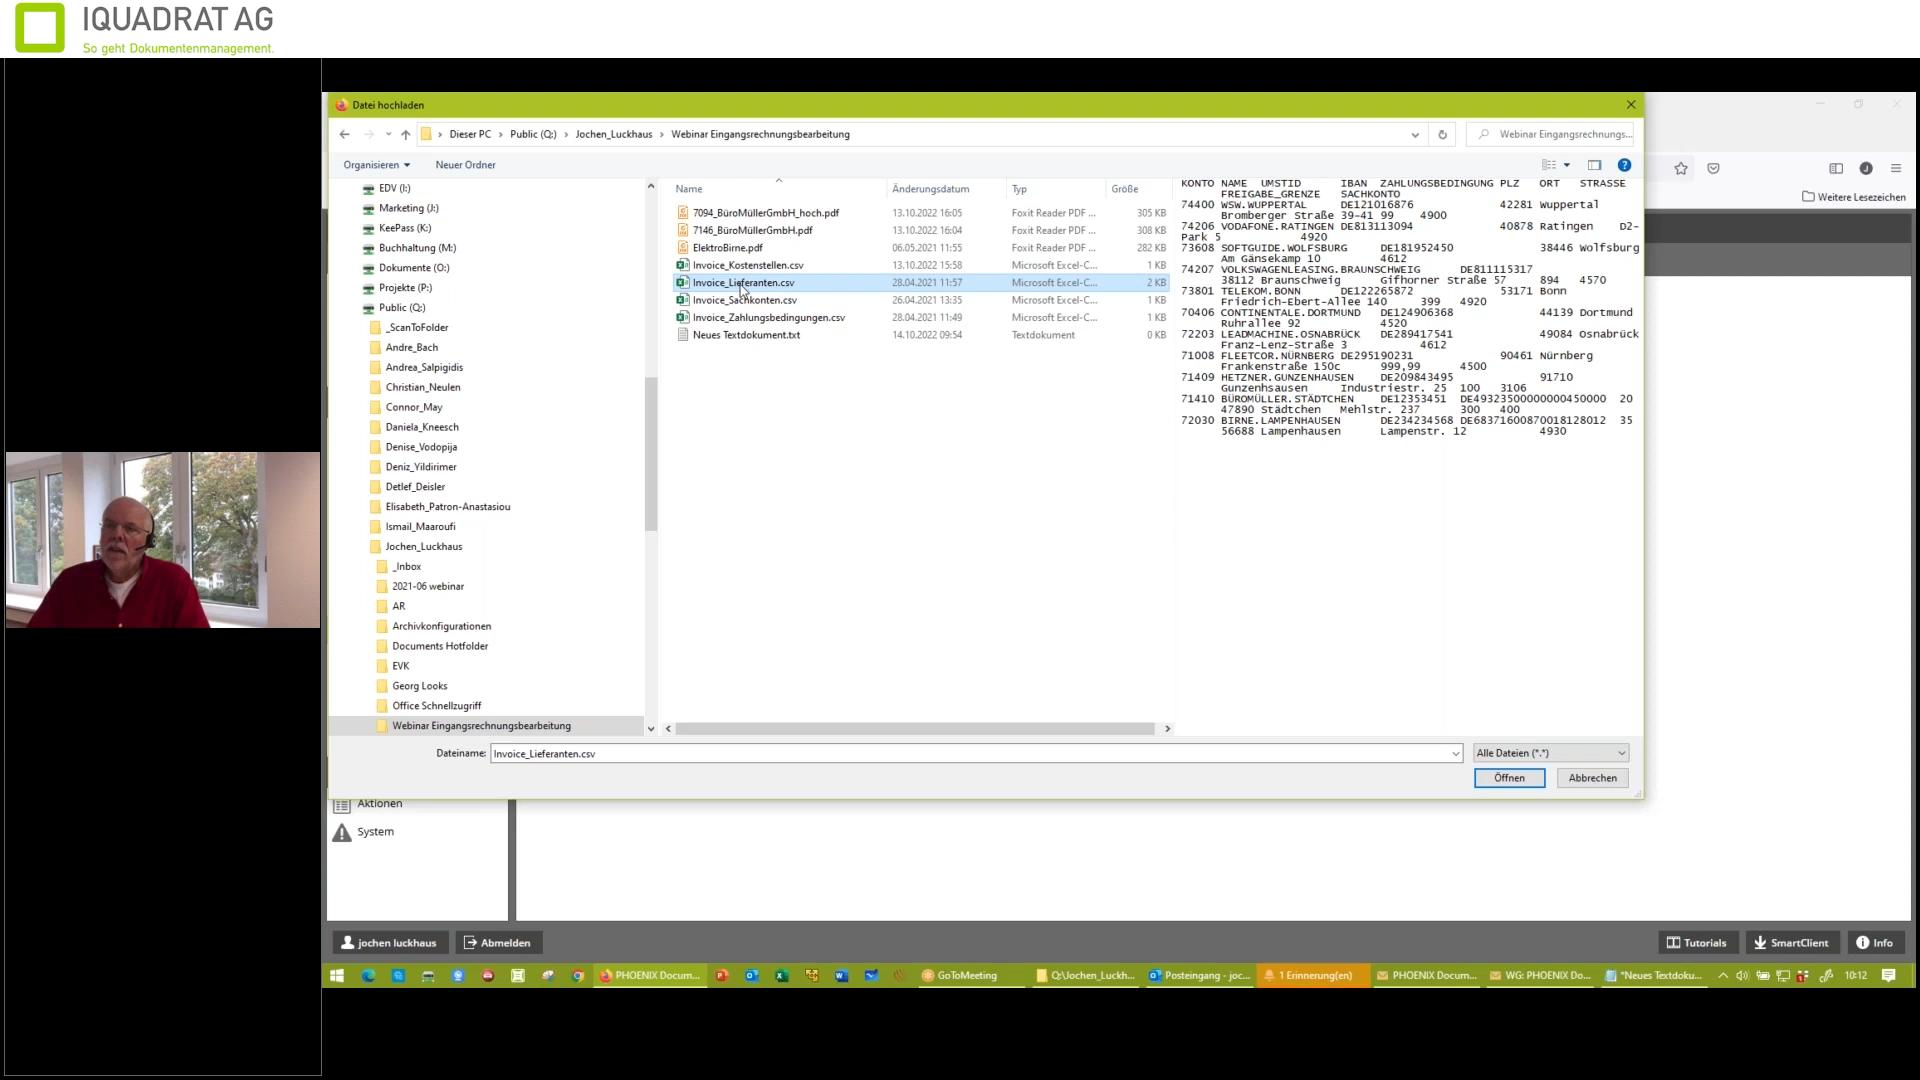 IQUADRAT AG
So geht Dokumentenmanagement.
Datei hochladen
Dieser PC › Public (Q:) › Jochen_Luckhaus › Webinar Eingangsrechnungsbearbeitung
Webinar Eingangsrechnungs...
Organisieren
Neuer Ordner
Weitere Lesezeichen
EDV (I:)
Marketing (J:)
KeePass (K:)
Buchhaltung (M:)
Dokumente (O:)
Projekte (P:)
Public (Q:)
_ScanToFolder
Andre_Bach
Andrea_Salpigidis
Christian_Neulen
Connor_May
Daniela_Kneesch
Denise_Vodopija
Deniz_Yildirimer
Detlef_Deisler
Elisabeth_Patron-Anastasiou
Ismail_Maaroufi
Jochen_Luckhaus
_Inbox
2021-06 webinar
AR
Archivkonfigurationen
Documents Hotfolder
EVK
Georg Looks
Office Schnellzugriff
Webinar Eingangsrechnungsbearbeitung
Name Änderungsdatum Typ Größe
7094_BüroMüllerGmbH_hoch.pdf 13.10.2022 16:05 Foxit Reader PDF ... 305 KB
7146_BüroMüllerGmbH.pdf 13.10.2022 16:04 Foxit Reader PDF ... 308 KB
ElektroBirne.pdf 06.05.2021 11:55 Foxit Reader PDF ... 282 KB
Invoice_Kostenstellen.csv 13.10.2022 15:58 Microsoft Excel-C... 1 KB
Invoice_Lieferanten.csv 28.04.2021 11:57 Microsoft Excel-C... 2 KB
Invoice_Sachkonten.csv 26.04.2021 13:35 Microsoft Excel-C... 1 KB
Invoice_Zahlungsbedingungen.csv 28.04.2021 11:49 Microsoft Excel-C... 1 KB
Neues Textdokument.txt 14.10.2022 09:54 Textdokument 0 KB
KONTO NAME UMSTID IBAN ZAHLUNGSBEDINGUNG PLZ ORT STRASSE
FREIGABE_GRENZE SACHKONTO
74400 WSW.WUPPERTAL DE121016876 42281 Wuppertal
Bromberger Straße 39-41 99 4900
74206 VODAFONE.RATINGEN DE813113094 40878 Ratingen D2-
Park 5 4920
73608 SOFTGUIDE.WOLFSBURG DE181952450 38446 Wolfsburg
Am Gänsekamp 10 4612
74207 VOLKSWAGENLEASING.BRAUNSCHWEIG DE811115317
38112 Braunschweig Gifhorner Straße 57 894 4570
73801 TELEKOM.BONN DE122265872 53171 Bonn
Friedrich-Ebert-Allee 140 399 4920
70406 CONTINENTALE.DORTMUND DE124906368 44139 Dortmund
Ruhrallee 92 4520
72203 LEADMACHINE.OSNABRÜCK DE289417541 49084 Osnabrück
Franz-Lenz-Straße 3 4612
71008 FLEETCOR.NÜRNBERG DE295190231 90461 Nürnberg
Frankenstraße 150c 999,99 4500
71409 HETZNER.GUNZENHAUSEN DE209843495 91710
Gunzenhsausen Industriestr. 25 100 3106
71410 BÜROMÜLLER.STÄDTCHEN DE12353451 DE49323500000000450000 20
47890 Städtchen Mehlstr. 237 300 400
72030 BIRNE.LAMPENHAUSEN DE234234568 DE68371600870018128012 35
56688 Lampenhausen Lampenstr. 12 4930
Dateiname: Invoice_Lieferanten.csv
Alle Dateien (*.*)
Öffnen
Abbrechen
Aktionen
System
jochen luckhaus
Abmelden
Tutorials
SmartClient
Info
PHOENIX Docum...
GoToMeeting
Q:\Jochen_Luckh...
Posteingang - joc...
1 Erinnerung(en)
PHOENIX Docum...
WG: PHOENIX Do...
*Neues Textdoku...
10:12